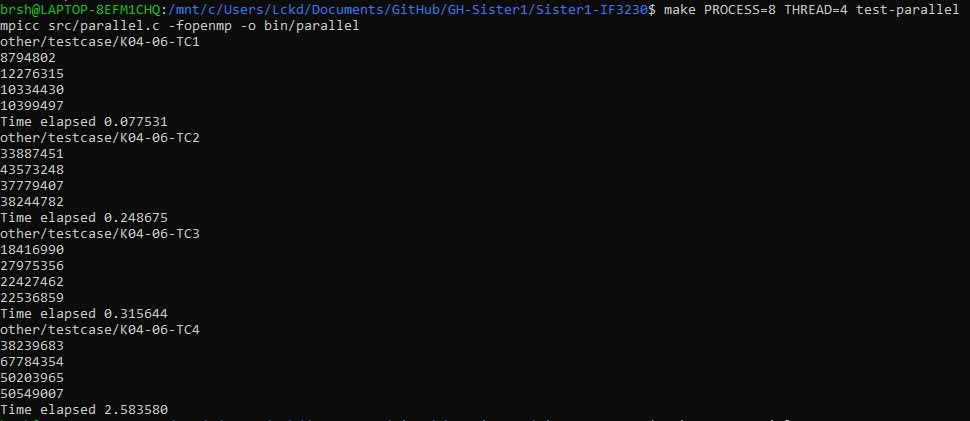 brsh@LAPTOP-8EFM1CHQ:/mnt/c/Users/Lckd/Documents/GitHub/GH-Sister1/Sister1-IF3230$ make PROCESS=8 THREAD=4 test-parallel
mpicc src/parallel.c -fopenmp -o bin/parallel
other/testcase/K04-06-TC1
8794802
12276315
10334430
10399497
Time elapsed 0.077531
other/testcase/K04-06-TC2
33887451
43573248
37779407
38244782
Time elapsed 0.248675
other/testcase/K04-06-TC3
18416990
27975356
22427462
22536859
Time elapsed 0.315644
other/testcase/K04-06-TC4
38239683
67784354
50203965
50549007
Time elapsed 2.583580